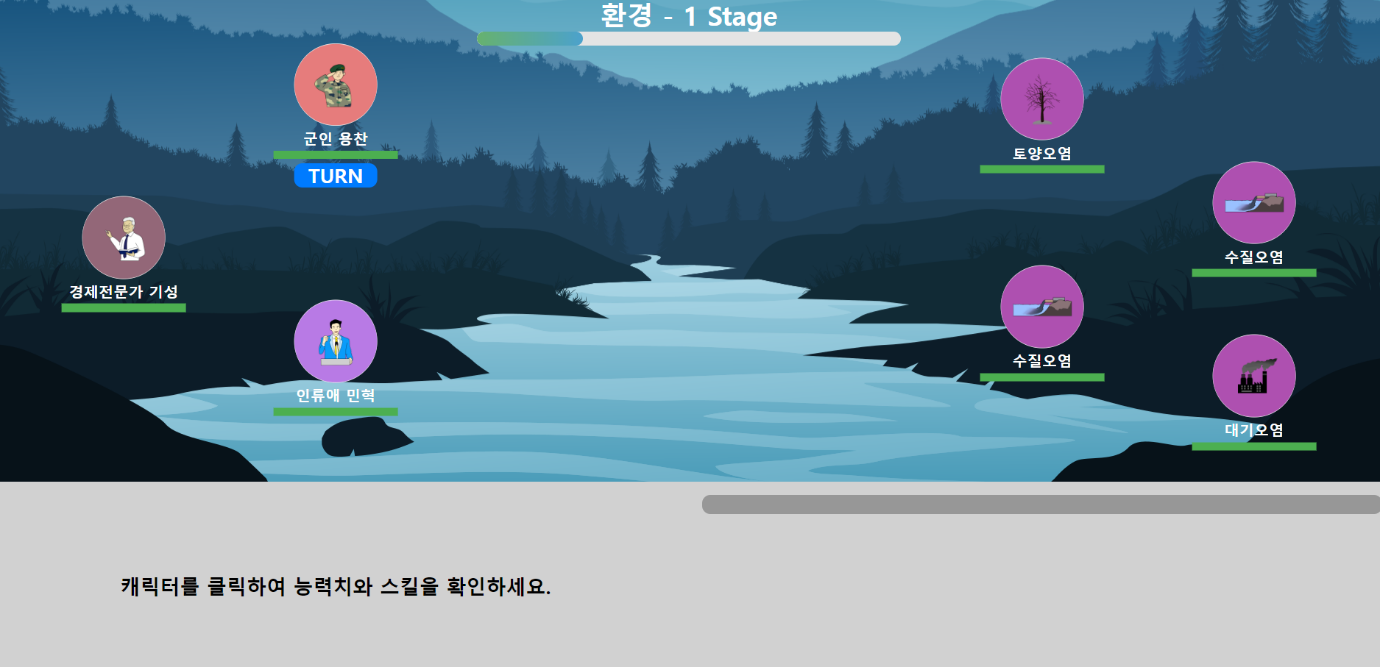 환경 - 1 Stage
군인 용찬
TURN
경제전문가 기성
인류애 민혁
토양오염
수질오염
수질오염
대기오염
캐릭터를 클릭하여 능력치와 스킬을 확인하세요.